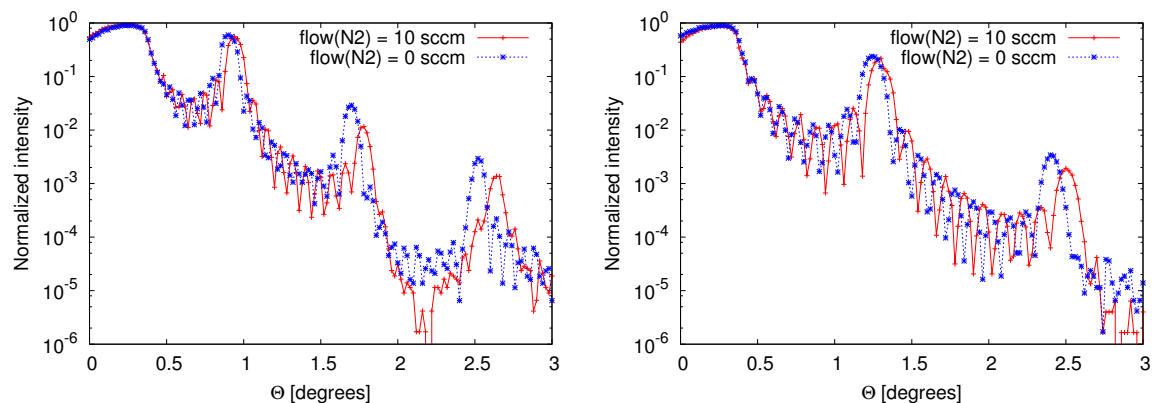 10^0
10^-1
10^-2
10^-3
10^-4
10^-5
10^-6
Normalized intensity
flow(N2) = 10 sccm
flow(N2) = 0 sccm
0 0.5 1 1.5 2 2.5 3
Θ [degrees]
10^0
10^-1
10^-2
10^-3
10^-4
10^-5
10^-6
Normalized intensity
flow(N2) = 10 sccm
flow(N2) = 0 sccm
0 0.5 1 1.5 2 2.5 3
Θ [degrees]